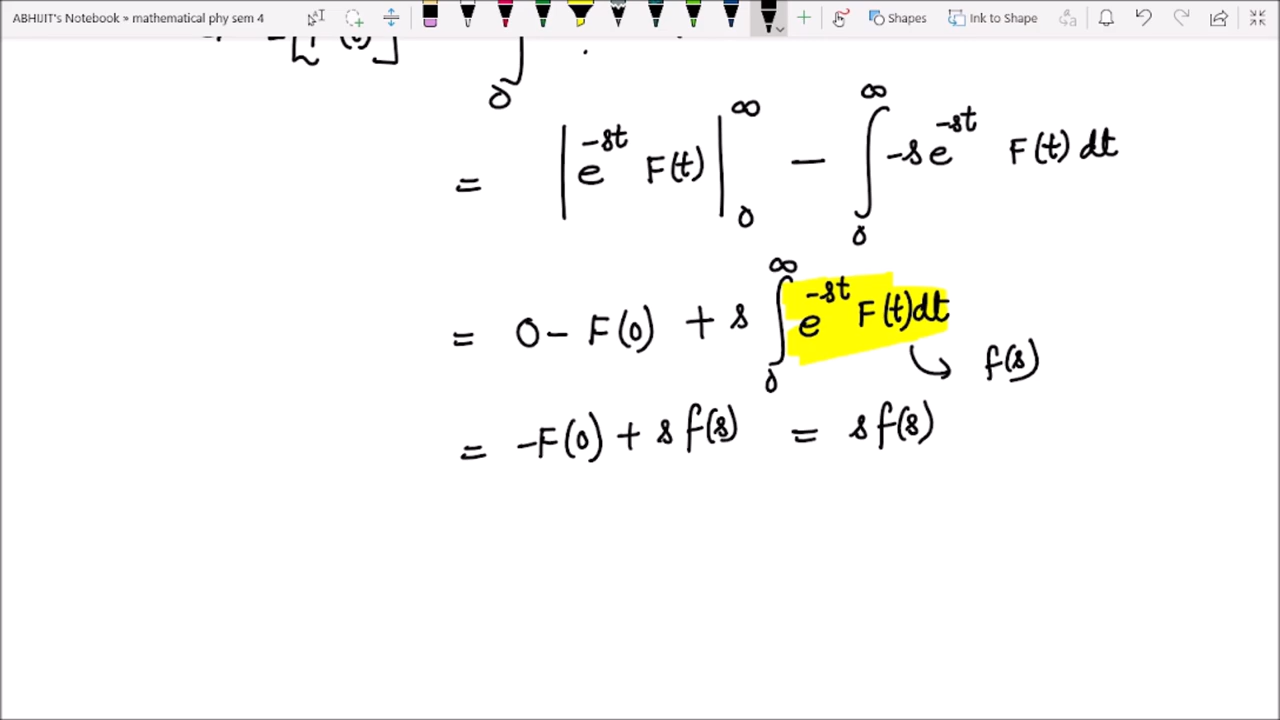 ABHIJIT's Notebook » mathematical phy sem 4
Shapes
Ink to Shape
0
= | e^{-st} F(t) |_0^∞ - ∫_0^∞ -s e^{-st} F(t) dt
= 0 - F(0) + s ∫_0^∞ e^{-st} F(t)dt
f(s)
= -F(0) + s f(s) = s f(s)